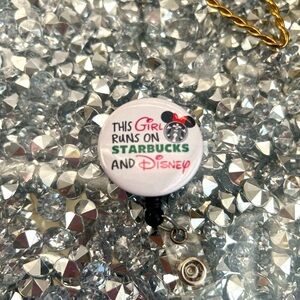 THIS GiRL
RUNS ON
STARBUCKS
AND Disney